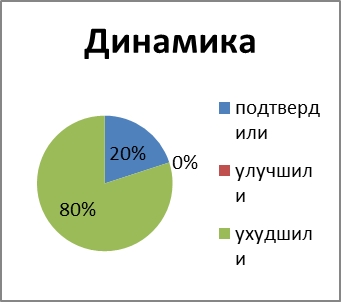 Динамика
20%
0%
80%
подтверд
или
улучшил
и
ухудшил
и